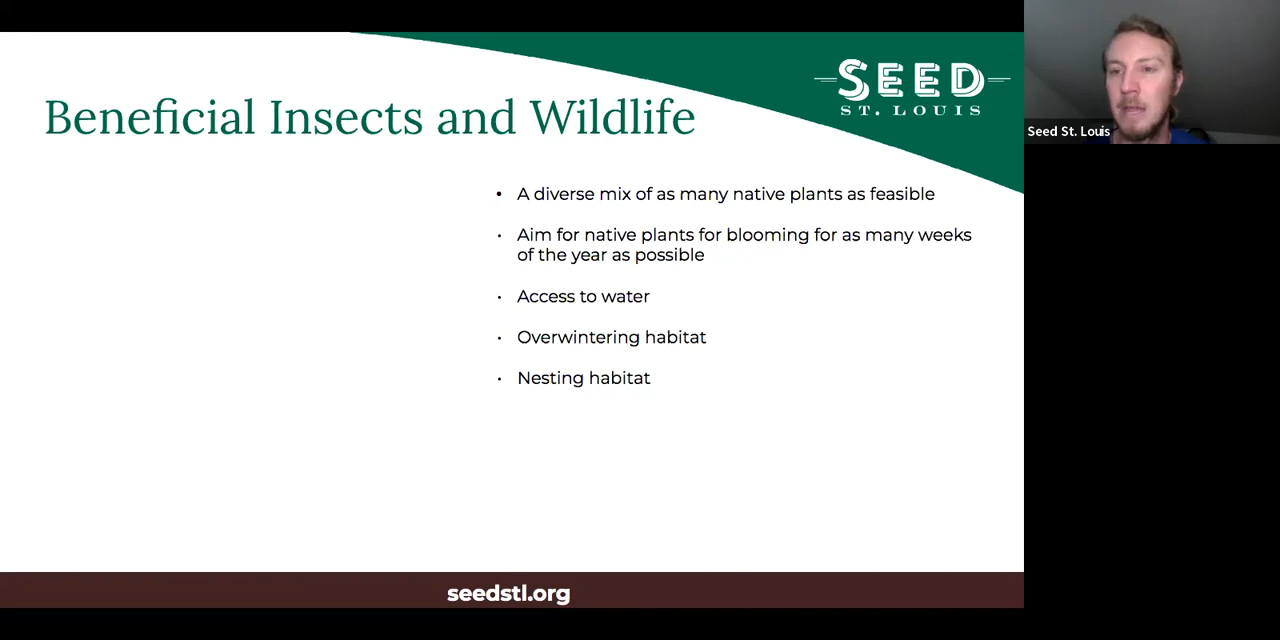 SEED
ST. LOUIS
Beneficial Insects and Wildlife
Seed St. Louis
• A diverse mix of as many native plants as feasible
• Aim for native plants for blooming for as many weeks
of the year as possible
• Access to water
• Overwintering habitat
• Nesting habitat
seedstl.org